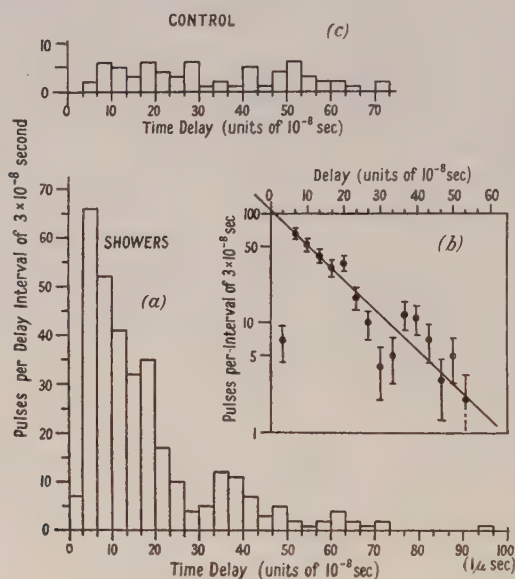 CONTROL
(c)
10
5
0
0 10 20 30 40 50 60 70
Time Delay (units of 10⁻⁸ sec)
Pulses per Delay Interval of 3×10⁻⁸ second
70
60
50
40
30
20
10
0
SHOWERS
(a)
Delay (units of 10⁻⁸ sec)
0 10 20 30 40 50 60
Pulses per Interval of 3×10⁻⁸ sec
100
50
10
5
1
(b)
0 10 20 30 40 50 60 70 80 90 100
Time Delay (units of 10⁻⁸ sec)
(1μ sec)